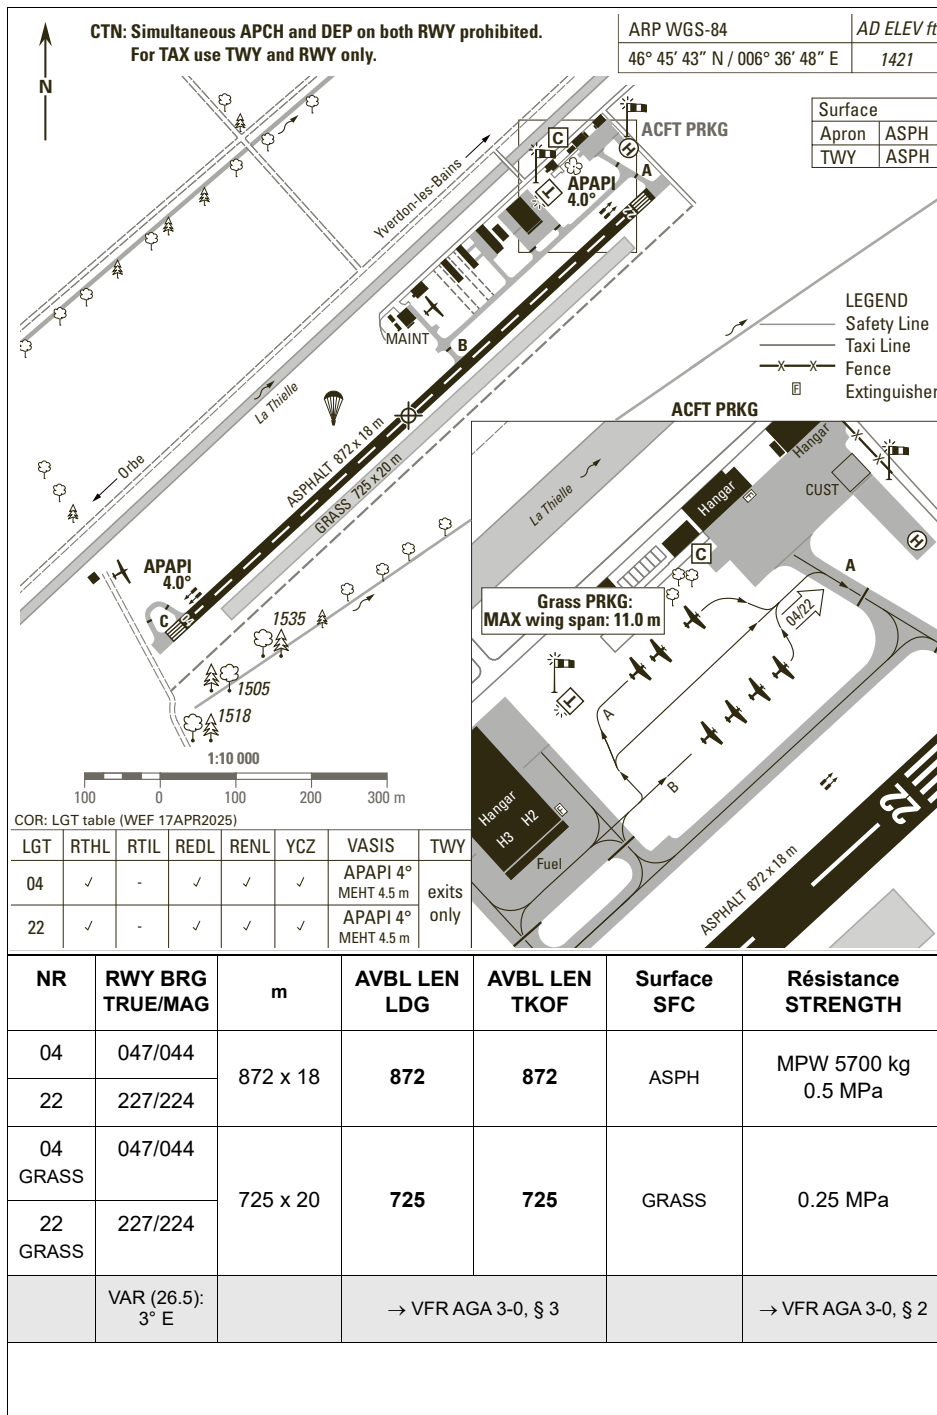 CTN: Simultaneous APCH and DEP on both RWY prohibited.
For TAX use TWY and RWY only.
ARP WGS-84
AD ELEV ft
46° 45′ 43″ N / 006° 36′ 48″ E
1421
N
Surface
Apron ASPH
TWY ASPH
ACFT PRKG
C
H
A
APAPI
4.0°
T
22
Yverdon-les-Bains
MAINT
B
La Thielle
Orbe
ASPHALT 872 x 18 m
GRASS 725 x 20 m
APAPI
4.0°
C
1535
1505
1518
LEGEND
Safety Line
Taxi Line
Fence
F Extinguisher
ACFT PRKG
Hangar
CUST
La Thielle
Hangar
F
C
H
A
Grass PRKG:
MAX wing span: 11.0 m
04/22
T
A
B
Hangar
H3 H2
F
Fuel
22
ASPHALT 872 x 18 m
1:10 000
100 0 100 200 300 m
COR: LGT table (WEF 17APR2025)
LGT RTHL RTIL REDL RENL YCZ VASIS TWY
04 ✓ - ✓ ✓ ✓ APAPI 4°
MEHT 4.5 m
exits
only
22 ✓ - ✓ ✓ ✓ APAPI 4°
MEHT 4.5 m
NR RWY BRG m AVBL LEN AVBL LEN Surface Résistance
TRUE/MAG LDG TKOF SFC STRENGTH
04 047/044
872 x 18 872 872 ASPH MPW 5700 kg
0.5 MPa
22 227/224
04 047/044
GRASS
725 x 20 725 725 GRASS 0.25 MPa
22 227/224
GRASS
VAR (26.5):
3° E
→ VFR AGA 3-0, § 3
→ VFR AGA 3-0, § 2